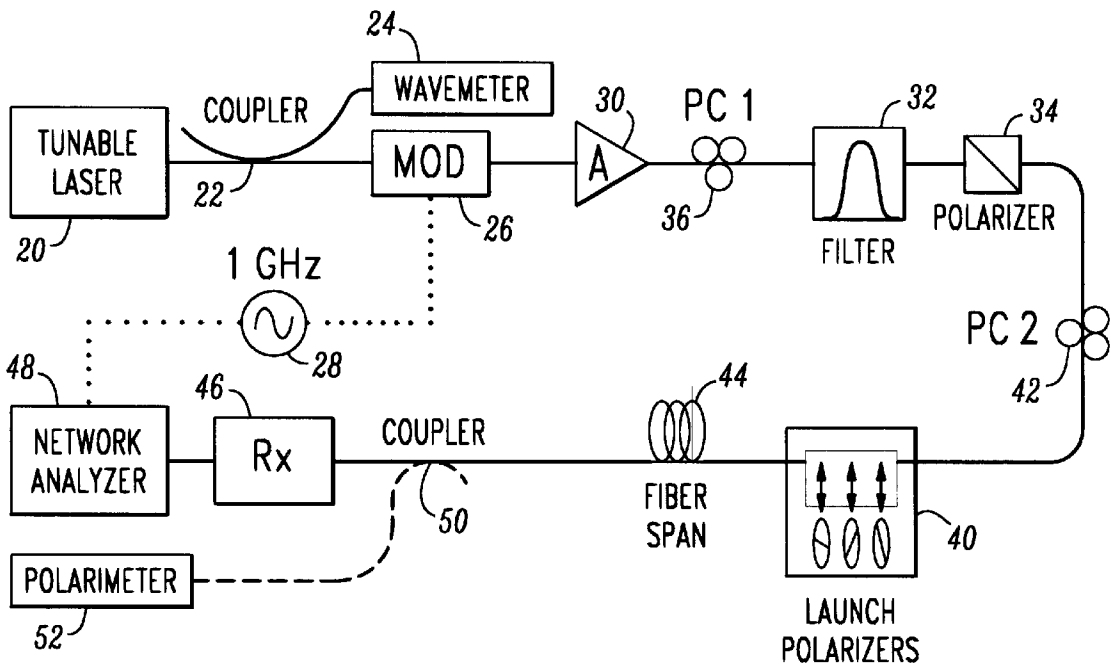 24
WAVEMETER
COUPLER
TUNABLE
LASER
20
22
MOD
26
30
A
PC 1
36
32
FILTER
34
POLARIZER
1 GHz
28
PC 2
42
48
NETWORK
ANALYZER
46
Rx
COUPLER
50
44
FIBER
SPAN
40
LAUNCH
POLARIZERS
POLARIMETER
52